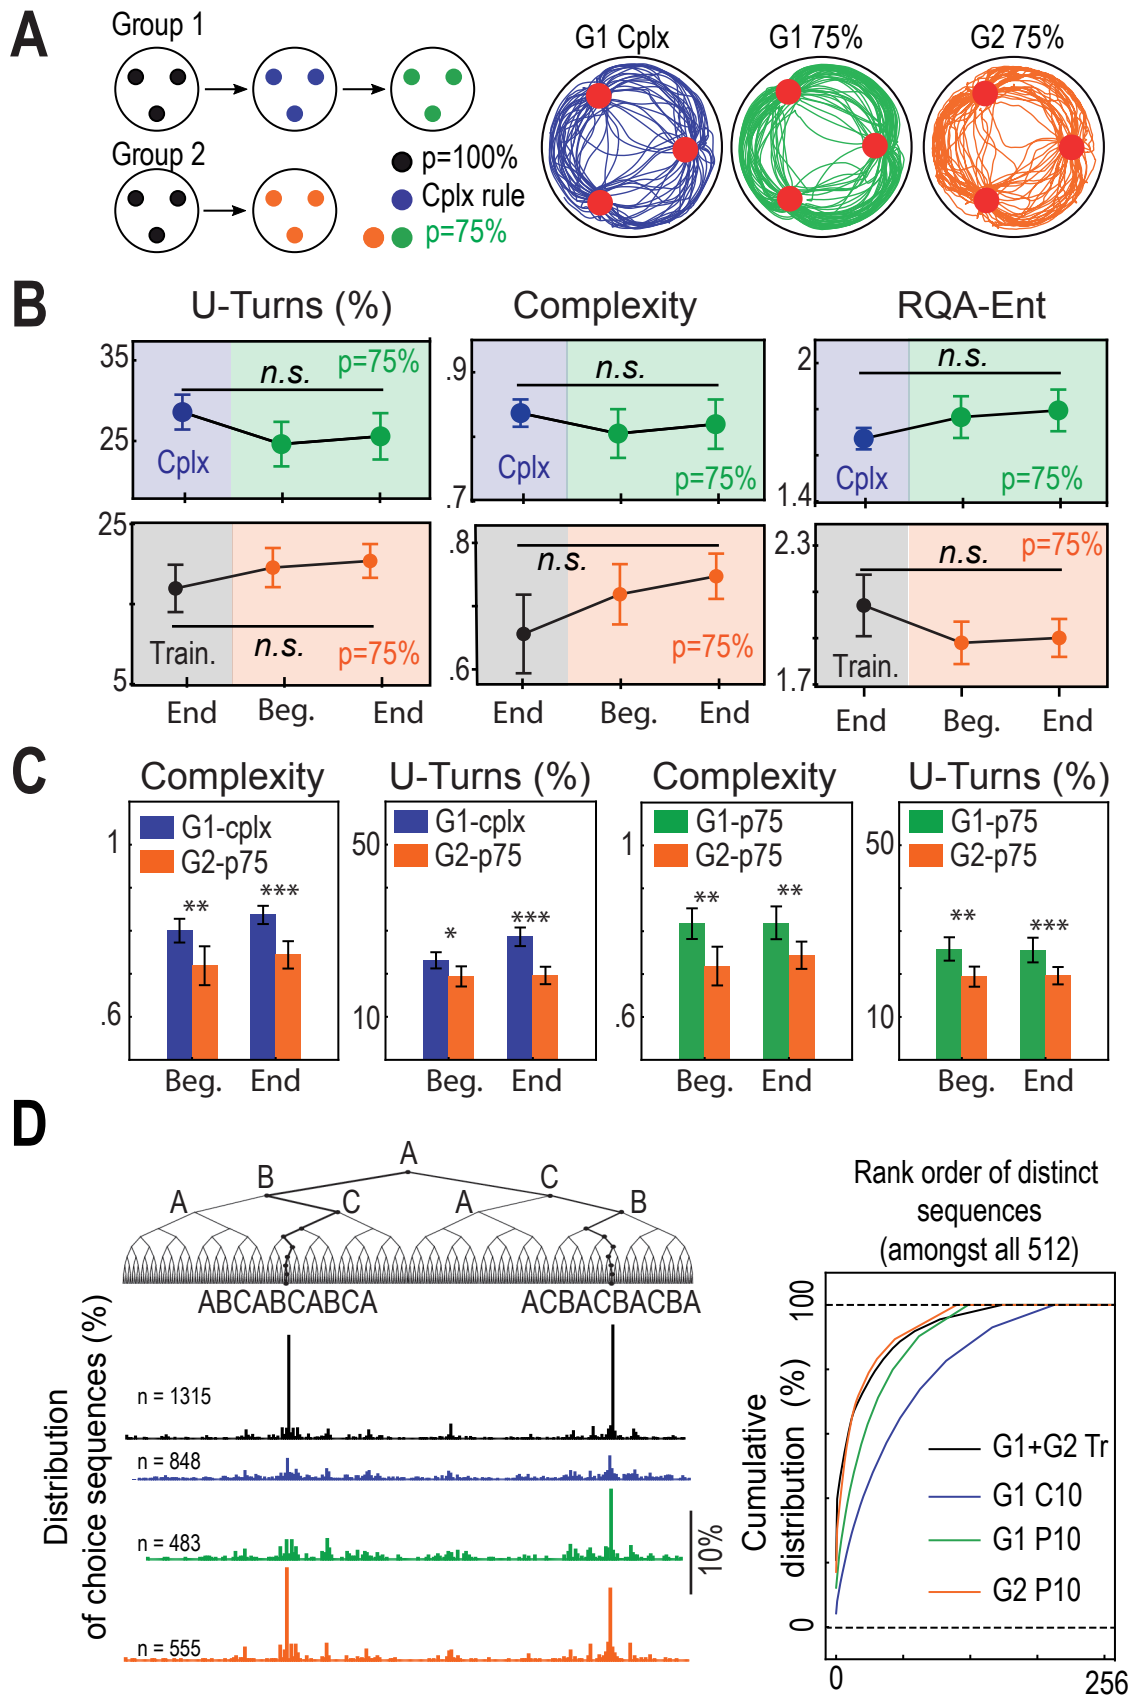 A
Group 1
Group 2
p=100%
Cplx rule
p=75%
G1 Cplx
G1 75%
G2 75%
B
U-Turns (%)
Complexity
RQA-Ent
35
25
n.s.
p=75%
Cplx
.9
.7
n.s.
Cplx
p=75%
2
1.4
n.s.
Cplx
p=75%
25
5
Train.
n.s.
p=75%
.8
.6
n.s.
p=75%
2.3
1.7
p=75%
n.s.
Train.
End
Beg.
End
End
Beg.
End
End
Beg.
End
C
Complexity
U-Turns (%)
Complexity
U-Turns (%)
1
.6
G1-cplx
G2-p75
**
***
Beg.
End
50
10
G1-cplx
G2-p75
*
***
Beg.
End
1
.6
G1-p75
G2-p75
**
**
Beg.
End
50
10
G1-p75
G2-p75
**
***
Beg.
End
D
A
B
C
A
C
A
B
ABCABCABCA
ACBACBACBA
Distribution
of choice sequences (%)
n = 1315
n = 848
n = 483
n = 555
10%
Rank order of distinct
sequences
(amongst all 512)
Cumulative
distribution (%)
100
0
G1+G2 Tr
G1 C10
G1 P10
G2 P10
0
256